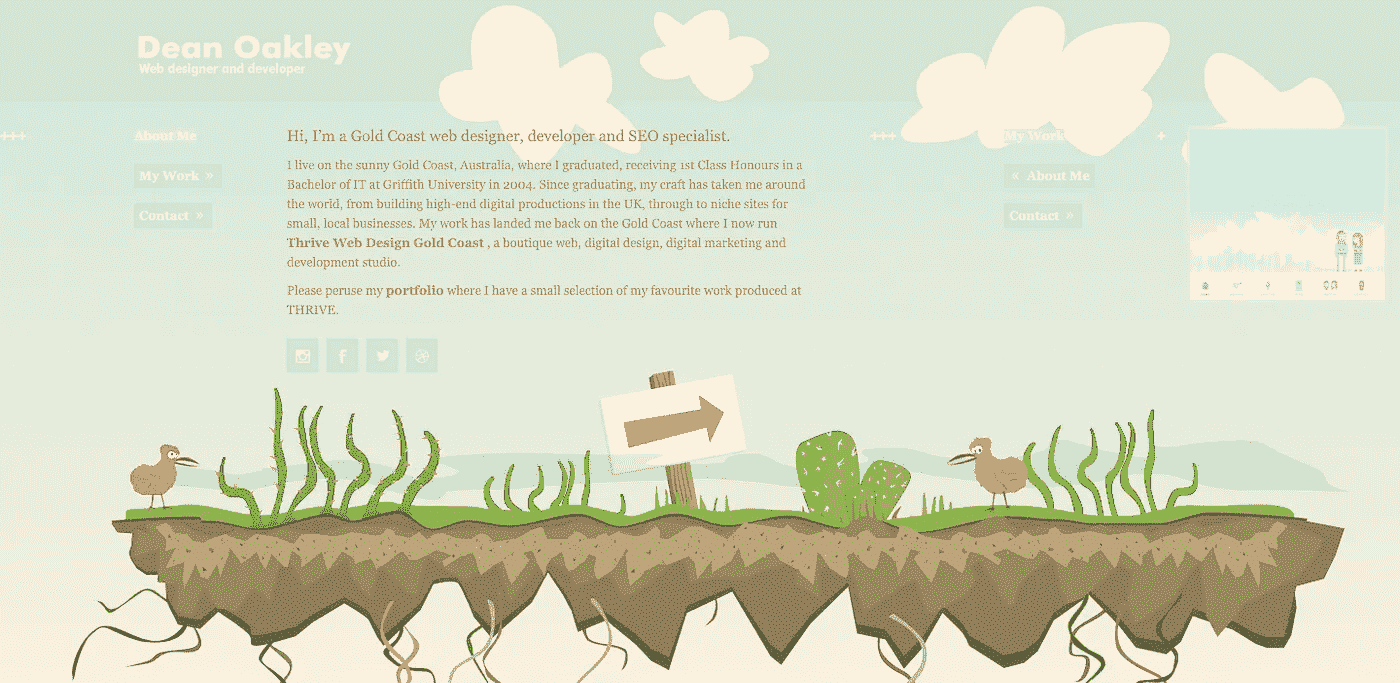 Dean Oakley
Web designer and developer
About Me
My Work »
Contact »
Hi, I'm a Gold Coast web designer, developer and SEO specialist.
I live on the sunny Gold Coast, Australia, where I graduated, receiving 1st Class Honours in a
Bachelor of IT at Griffith University in 2004. Since graduating, my craft has taken me around
the world, from building high-end digital productions in the UK, through to niche sites for
small, local businesses. My work has landed me back on the Gold Coast where I now run
Thrive Web Design Gold Coast , a boutique web, digital design, digital marketing and
development studio.
Please peruse my portfolio where I have a small selection of my favourite work produced at
THRIVE.
My Work
« About Me
Contact »